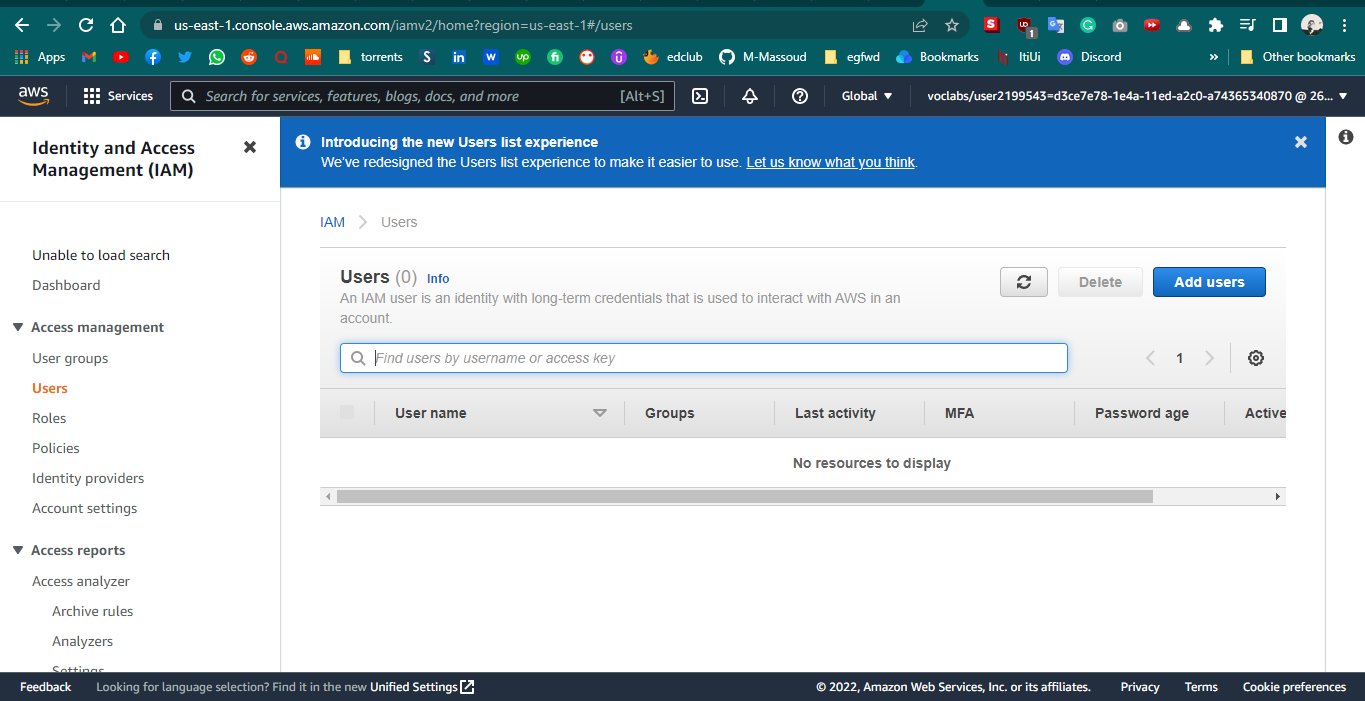 us-east-1.console.aws.amazon.com/iamv2/home?region=us-east-1#/users
S
1
Apps
torrents
S
in
W
up
fi
edclub
M-Massoud
egfwd
Bookmarks
ItiUi
Discord
»
Other bookmarks
aws
Services
Search for services, features, blogs, docs, and more
[Alt+S]
Global
voclabs/user2199543=d3ce7e78-1e4a-11ed-a2c0-a74365340870 @ 26...
Identity and Access
Management (IAM)
Introducing the new Users list experience
We've redesigned the Users list experience to make it easier to use. Let us know what you think.
Unable to load search
Dashboard
Access management
User groups
Users
Roles
Policies
Identity providers
Account settings
Access reports
Access analyzer
Archive rules
Analyzers
Settings
IAM
Users
Users (0)
Info
An IAM user is an identity with long-term credentials that is used to interact with AWS in an
account.
Delete
Add users
Find users by username or access key
1
User name
Groups
Last activity
MFA
Password age
Active
No resources to display
Feedback
Looking for language selection? Find it in the new Unified Settings
© 2022, Amazon Web Services, Inc. or its affiliates.
Privacy
Terms
Cookie preferences